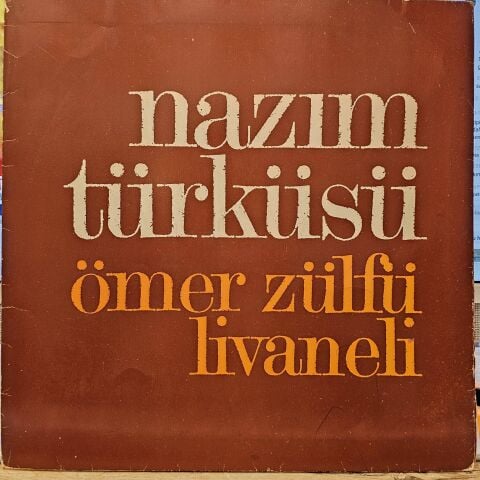 nazım
türküsü
ömer zülfü
livaneli